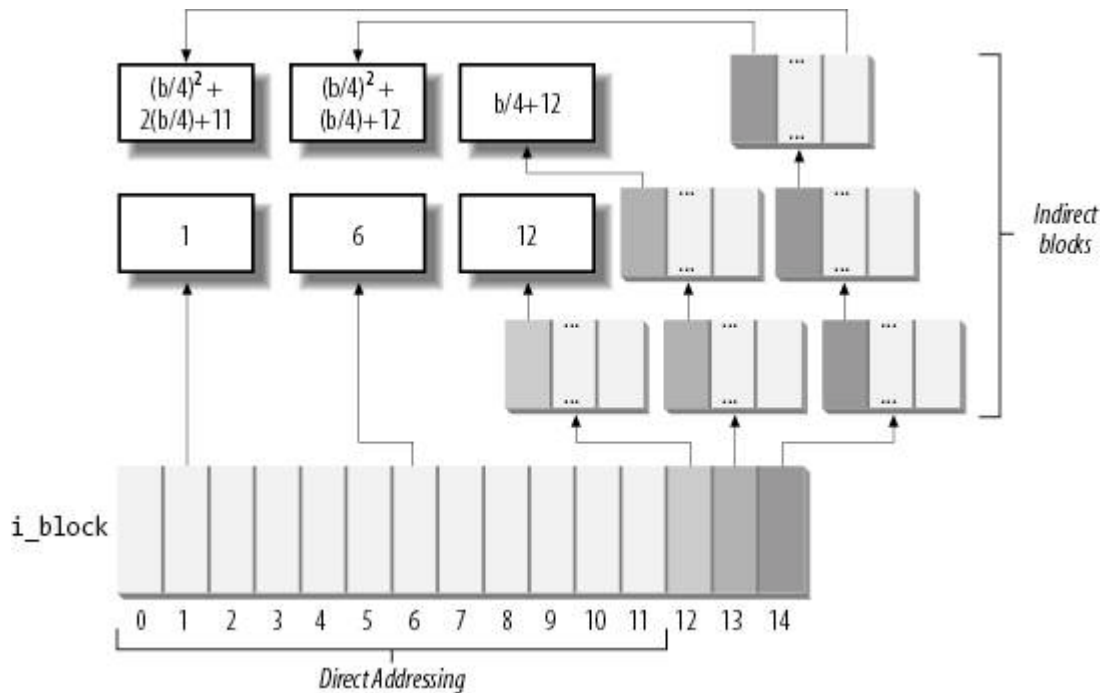 (b/4)² +
2(b/4)+11
(b/4)² +
(b/4)+12
b/4+12
...
...
1
6
12
...
...
...
...
Indirect
blocks
...
...
...
...
...
...
i_block
0 1 2 3 4 5 6 7 8 9 10 11 12 13 14
Direct Addressing